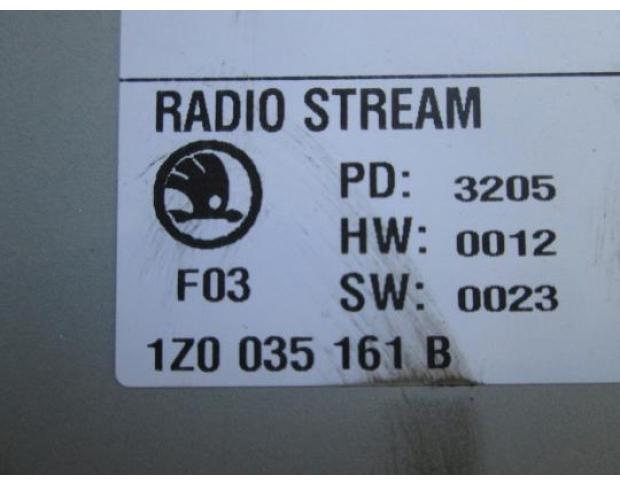 RADIO STREAM
PD: 3205
HW: 0012
F03 SW: 0023
1Z0 035 161 B